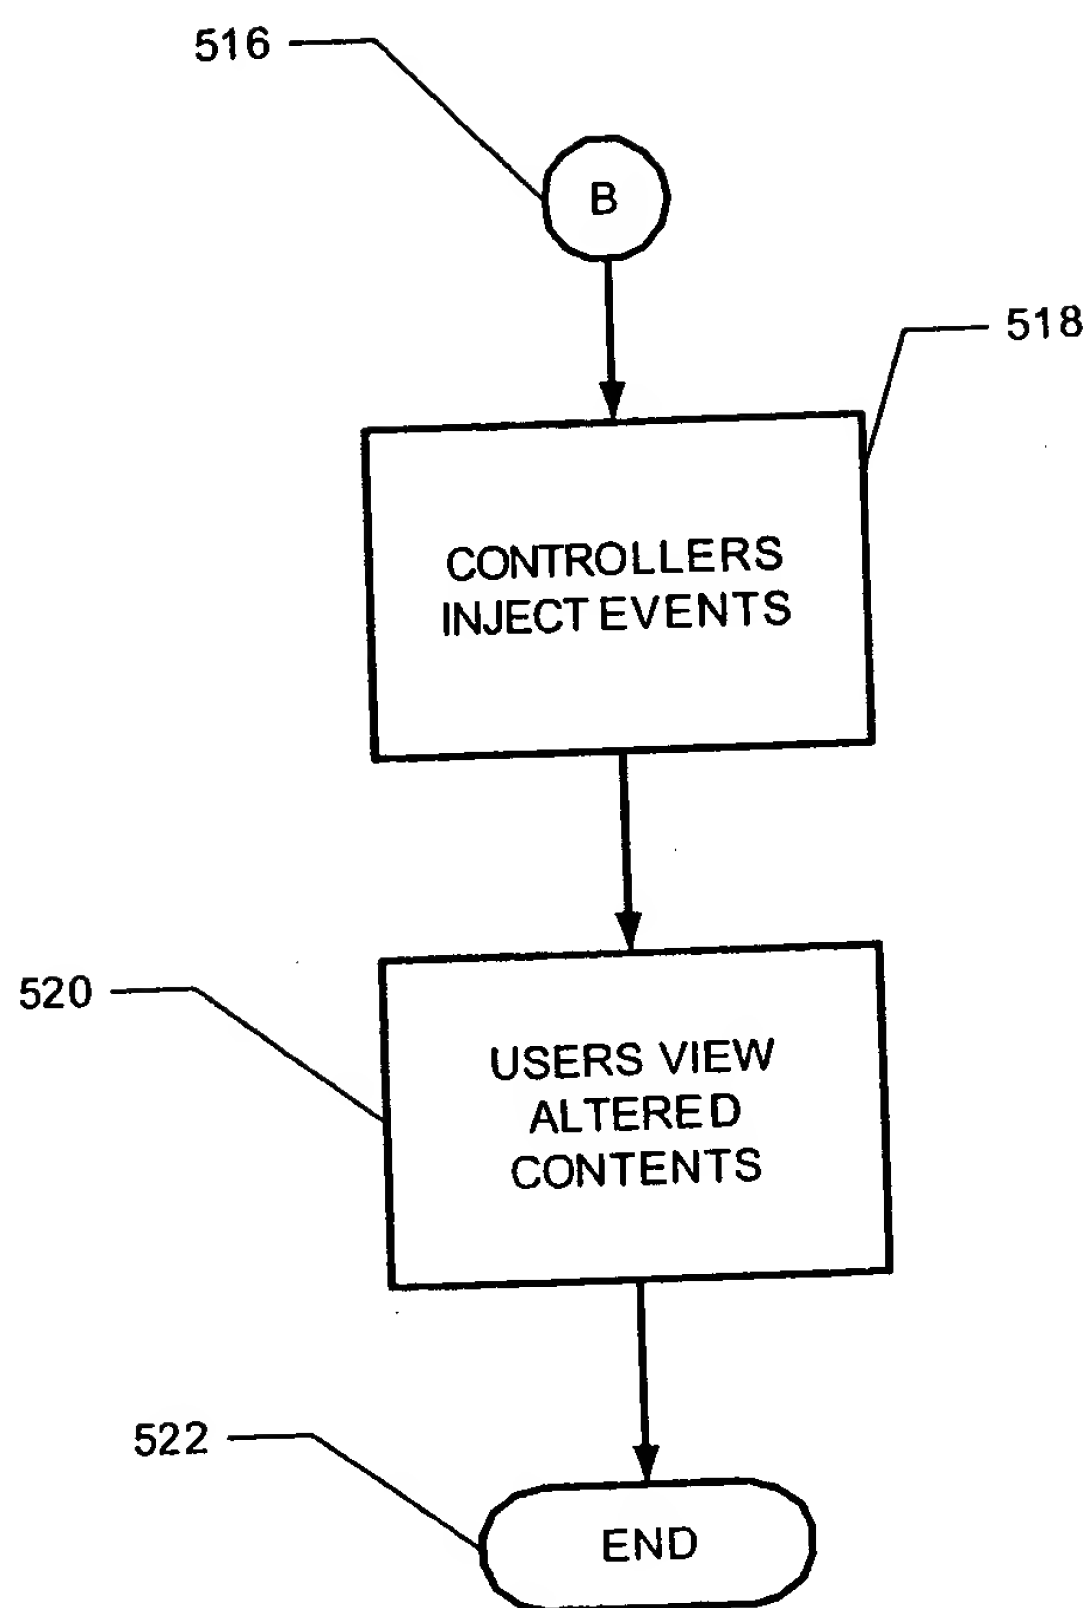 516
B
518
CONTROLLERS
INJECT EVENTS
520
USERS VIEW
ALTERED
CONTENTS
522
END